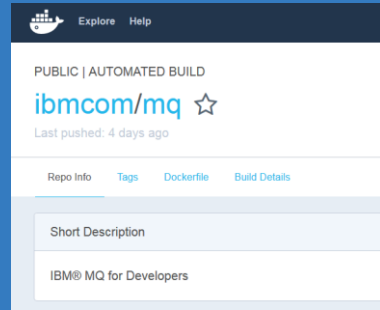 Explore Help
PUBLIC | AUTOMATED BUILD
ibmcom/mq
Last pushed: 4 days ago
Repo Info Tags Dockerfile Build Details
Short Description
IBM® MQ for Developers